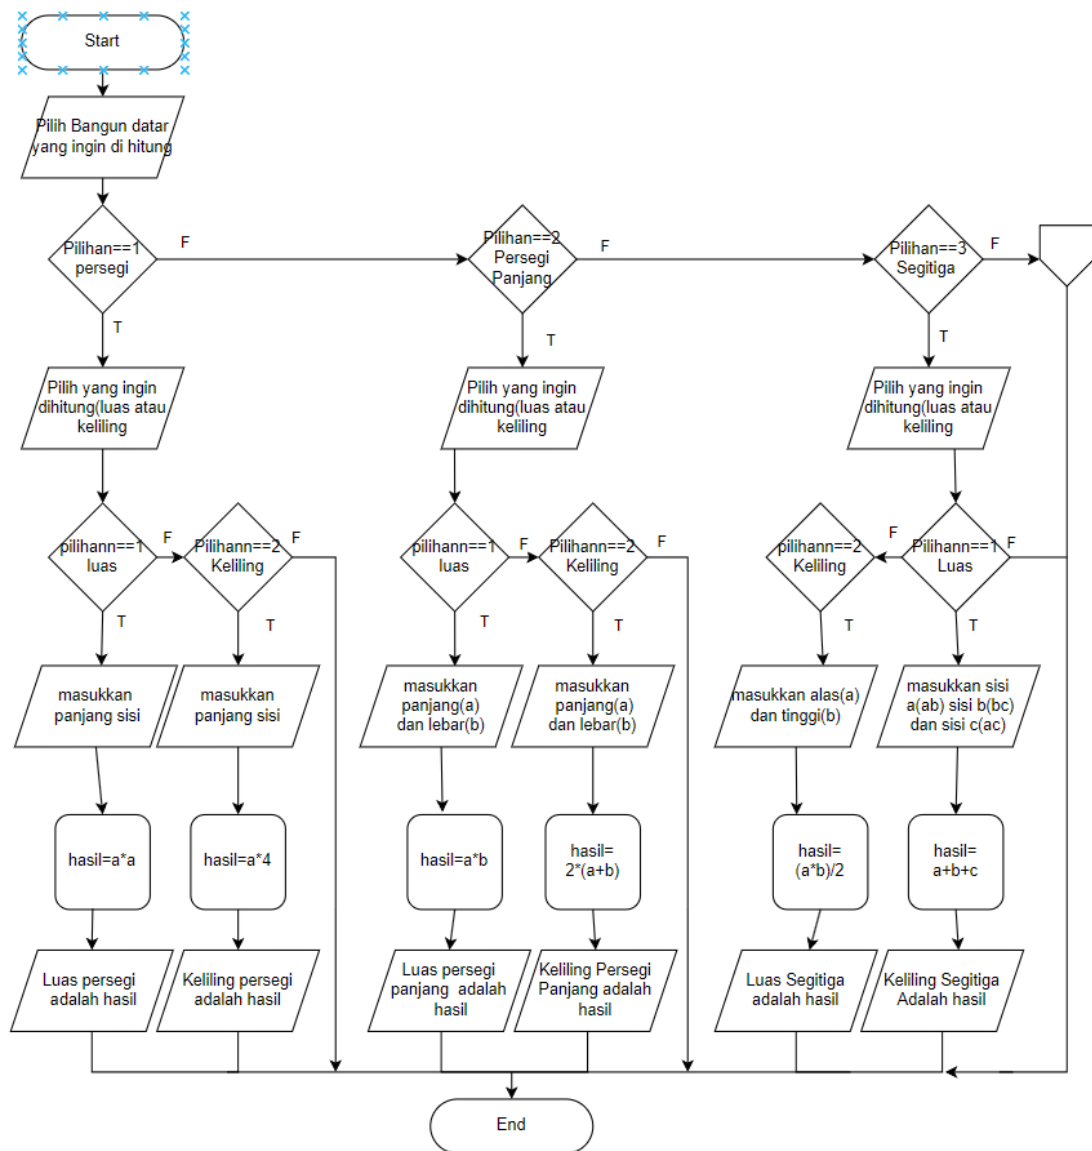 Start
Pilih Bangun datar
yang ingin di hitung
Pilihan==1
persegi
F
T
Pilihan==2
Persegi
Panjang
F
T
Pilihan==3
Segitiga
F
T
Pilih yang ingin
dihitung(luas atau
keliling
Pilih yang ingin
dihitung(luas atau
keliling
Pilih yang ingin
dihitung(luas atau
keliling
pilihann==1
luas
F
T
Pilihann==2
Keliling
F
T
pilihann==1
luas
F
T
Pilihann==2
Keliling
F
T
pilihann==2
Keliling
F
T
Pilihann==1
Luas
F
T
masukkan
panjang sisi
masukkan
panjang sisi
masukkan
panjang(a)
dan lebar(b)
masukkan
panjang(a)
dan lebar(b)
masukkan alas(a)
dan tinggi(b)
masukkan sisi
a(ab) sisi b(bc)
dan sisi c(ac)
hasil=a*a
hasil=a*4
hasil=a*b
hasil=
2*(a+b)
hasil=
(a*b)/2
hasil=
a+b+c
Luas persegi
adalah hasil
Keliling persegi
adalah hasil
Luas persegi
panjang adalah
hasil
Keliling Persegi
Panjang adalah
hasil
Luas Segitiga
adalah hasil
Keliling Segitiga
Adalah hasil
End